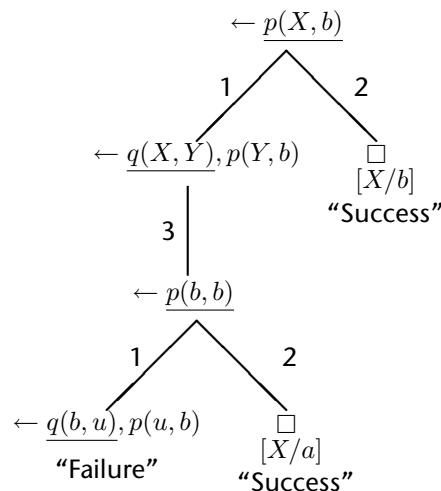 ← p(X, b)
1 2
← q(X, Y), p(Y, b) □
[X/b]
“Success”
3
← p(b, b)
1 2
← q(b, u), p(u, b) □
[X/a]
“Failure” “Success”